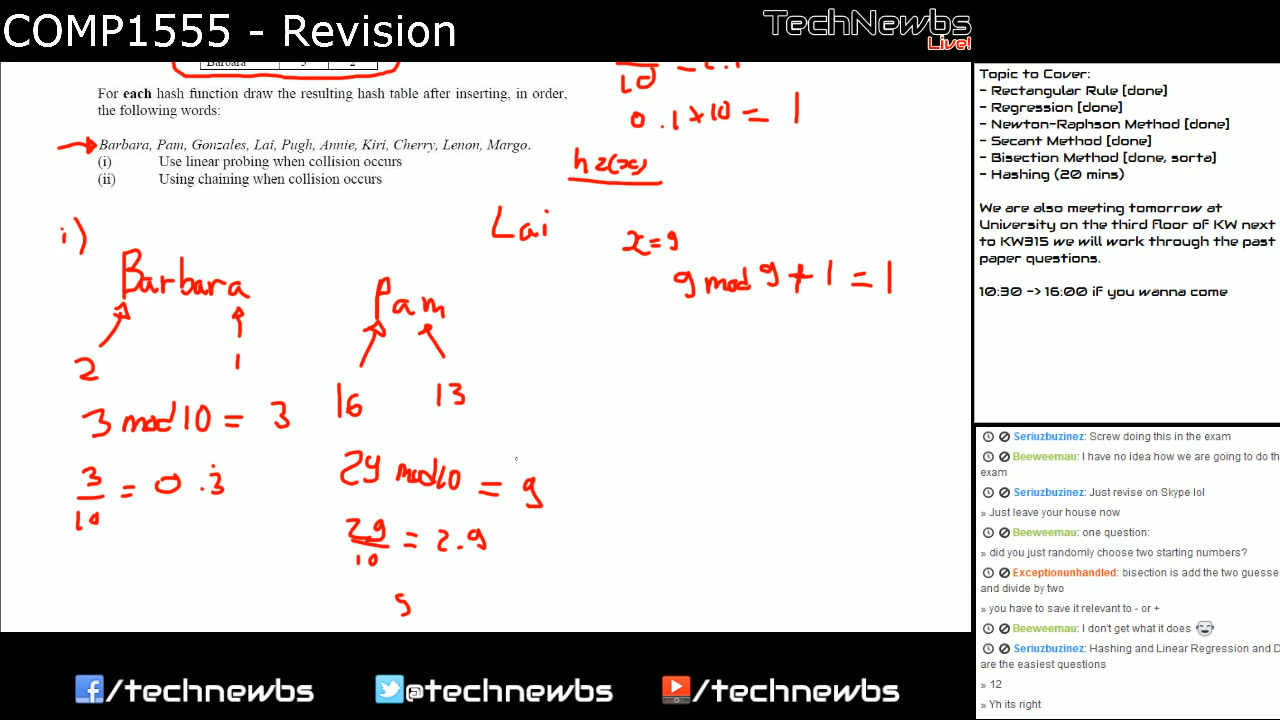 COMP1555 - Revision
TechNewbs
Live!
Barbara 3 2
For each hash function draw the resulting hash table after inserting, in order,
the following words:
Barbara, Pam, Gonzales, Lai, Pugh, Annie, Kiri, Cherry, Lenon, Margo.
(i) Use linear probing when collision occurs
(ii) Using chaining when collision occurs
i)
Barbara
2 1
3 mod 10 = 3
3/10 = 0.3
Pam
16 13
29 mod 10 = 9
29/10 = 2.9
9
Lai
10
0.1 * 10 = 1
h2(x)
x=9
9 mod 9 + 1 = 1
Topic to Cover:
- Rectangular Rule [done]
- Regression [done]
- Newton-Raphson Method [done]
- Secant Method [done]
- Bisection Method [done, sorta]
- Hashing (20 mins)
We are also meeting tomorrow at
University on the third floor of KW next
to KW315 we will work through the past
paper questions.
10:30 -> 16:00 if you wanna come
Seriuzbuzinez: Screw doing this in the exam
Beeweemau: I have no idea how we are going to do th
exam
Seriuzbuzinez: Just revise on Skype lol
» Just leave your house now
Beeweemau: one question:
» did you just randomly choose two starting numbers?
Exceptionunhandled: bisection is add the two guesse
and divide by two
» you have to save it relevant to - or +
Beeweemau: I don't get what it does
Seriuzbuzinez: Hashing and Linear Regression and D
are the easiest questions
» 12
» Yh its right
/technewbs
@technewbs
/technewbs